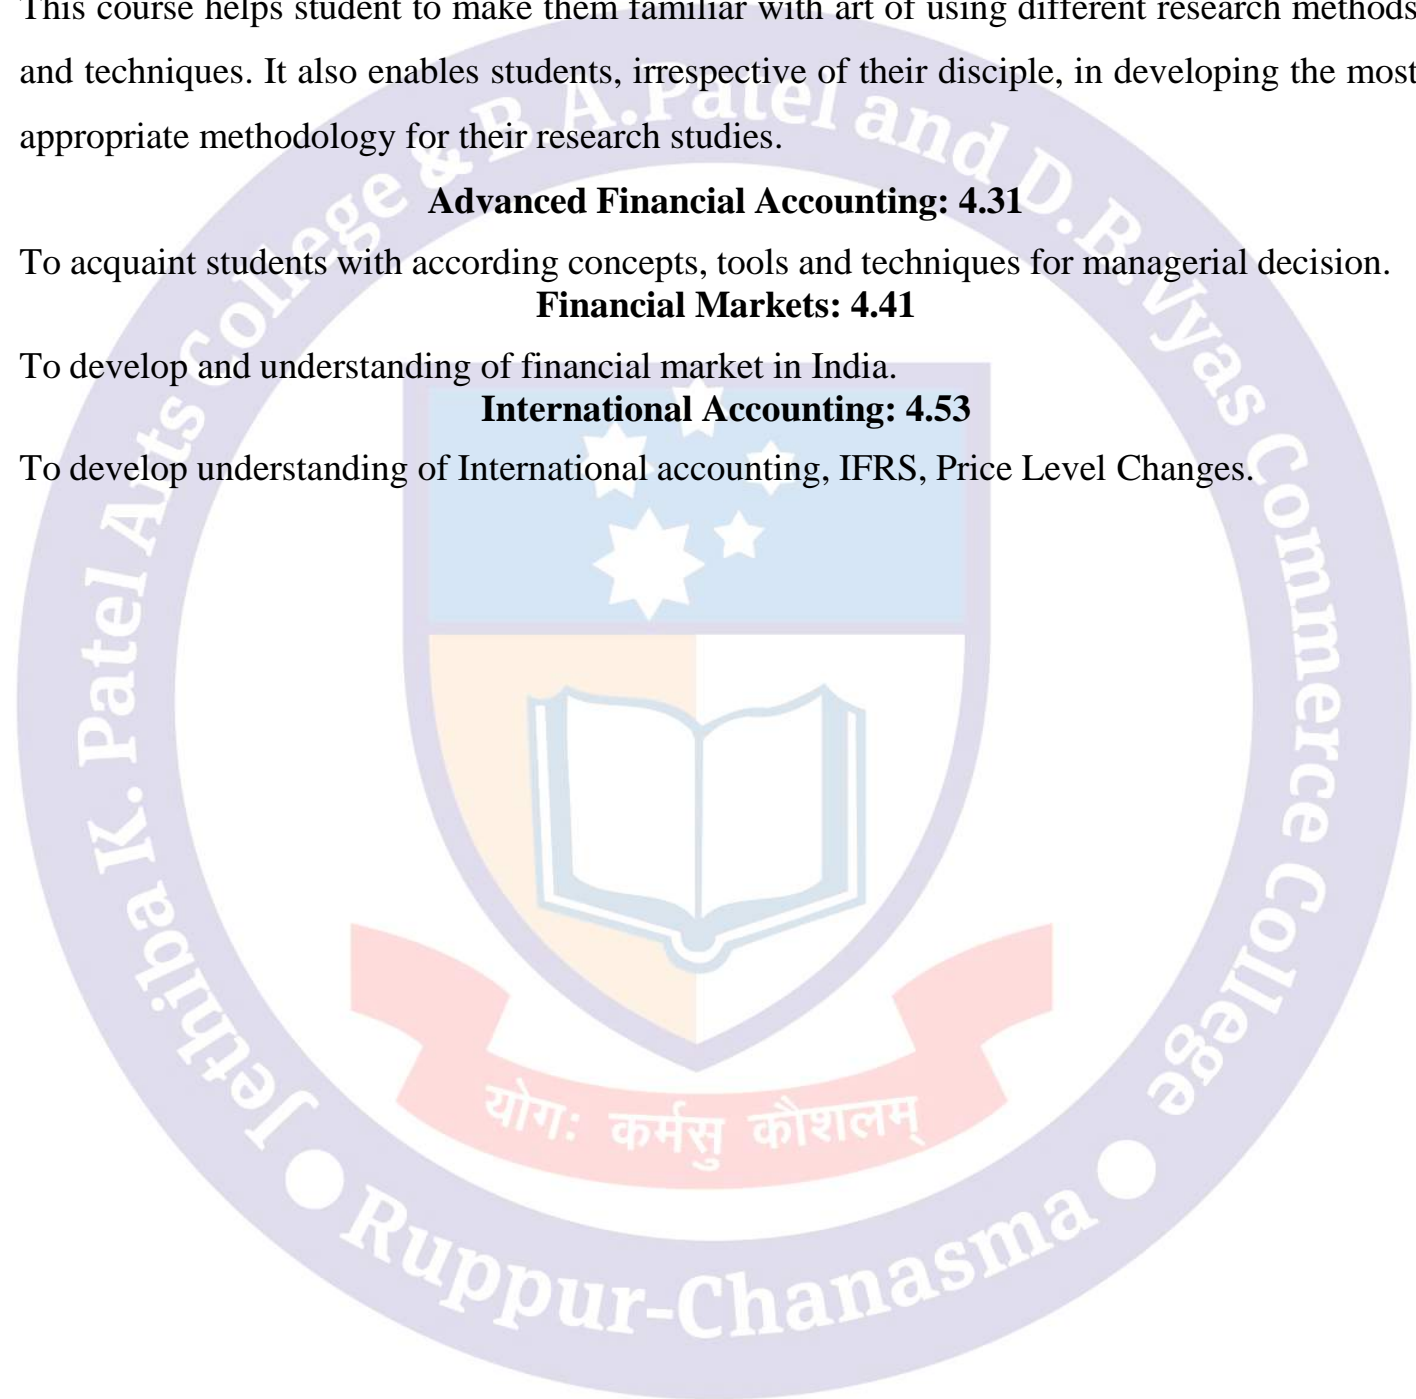 This course helps student to make them familiar with art of using different research methods
and techniques. It also enables students, irrespective of their disciple, in developing the most
appropriate methodology for their research studies.
Advanced Financial Accounting: 4.31
To acquaint students with according concepts, tools and techniques for managerial decision.
Financial Markets: 4.41
To develop and understanding of financial market in India.
International Accounting: 4.53
To develop understanding of International accounting, IFRS, Price Level Changes.
Jethiba K. Patel Arts College & B.A.Patel and D.B.Vyas Commerce College
योगः कर्मसु कौशलम्
Ruppur-Chanasma